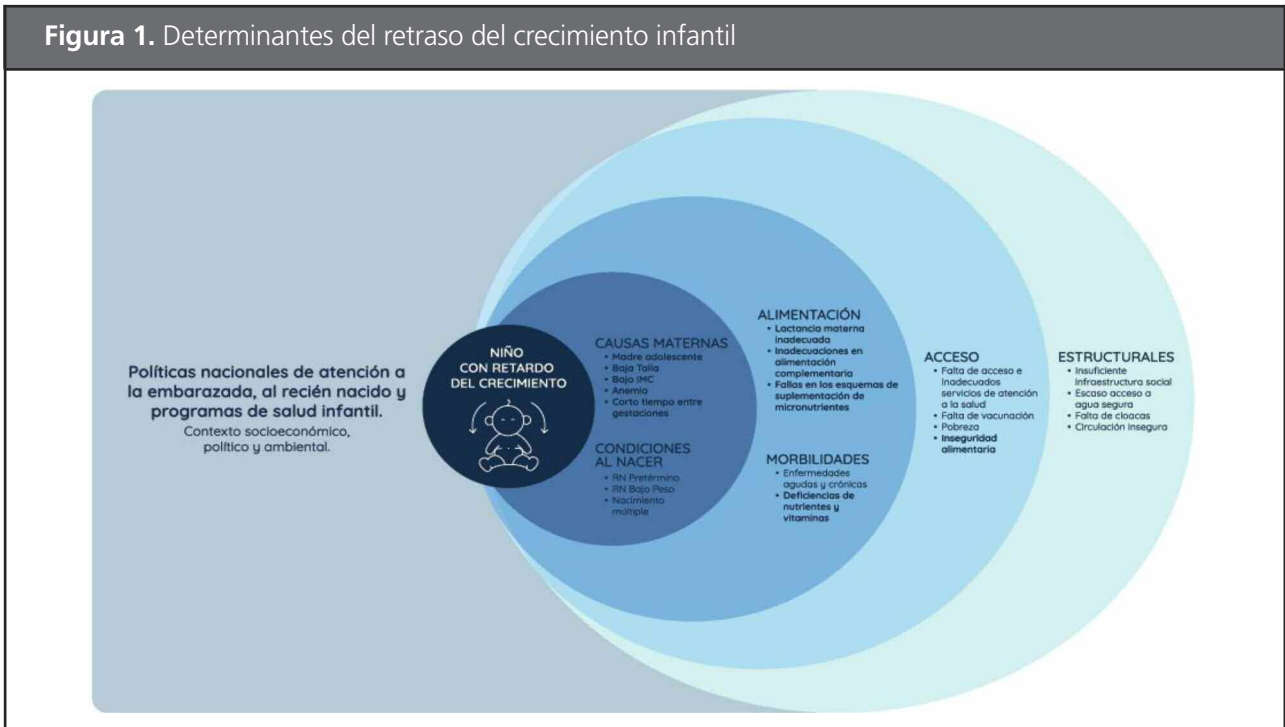 Figura 1. Determinantes del retraso del crecimiento infantil
Políticas nacionales de atención a
la embarazada, al recién nacido y
programas de salud infantil.
Contexto socioeconómico,
político y ambiental.
NIÑO
CON RETARDO
DEL CRECIMIENTO
CAUSAS MATERNAS
• Madre adolescente
• Baja Talla
• Bajo IMC
• Anemia
• Corto tiempo entre
gestaciones
CONDICIONES
AL NACER
• RN Pretérmino
• RN Bajo Peso
• Nacimiento
múltiple
ALIMENTACIÓN
• Lactancia materna
inadecuada
• Inadecuaciones en
alimentación
complementaria
• Fallas en los esquemas de
suplementación de
micronutrientes
MORBILIDADES
• Enfermedades
agudas y crónicas
• Deficiencias de
nutrientes y
vitaminas
ACCESO
• Falta de acceso e
Inadecuados
servicios de atención
a la salud
• Falta de vacunación
• Pobreza
• Inseguridad
alimentaria
ESTRUCTURALES
• Insuficiente
infraestructura social
• Escaso acceso a
agua segura
• Falta de cloacas
• Circulación insegura